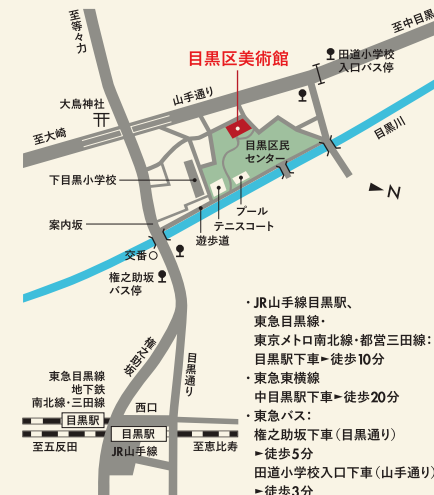 至等々力
至中目黒
目黒区美術館
田道小学校
入口バス停
山手通り
大鳥神社
至大崎
目黒川
目黒区民
センター
下目黒小学校
N
プール
テニスコート
案内坂
遊歩道
交番
権之助坂
バス停
権之助坂
目黒通り
東急目黒線
地下鉄
南北線・三田線
西口
目黒駅
目黒駅
至五反田
JR山手線
至恵比寿
・JR山手線目黒駅、
東急目黒線・
東京メトロ南北線・都営三田線：
目黒駅下車►徒歩10分
・東急東横線
中目黒駅下車►徒歩20分
・東急バス：
権之助坂下車（目黒通り）
►徒歩5分
田道小学校入口下車（山手通り）
►徒歩3分